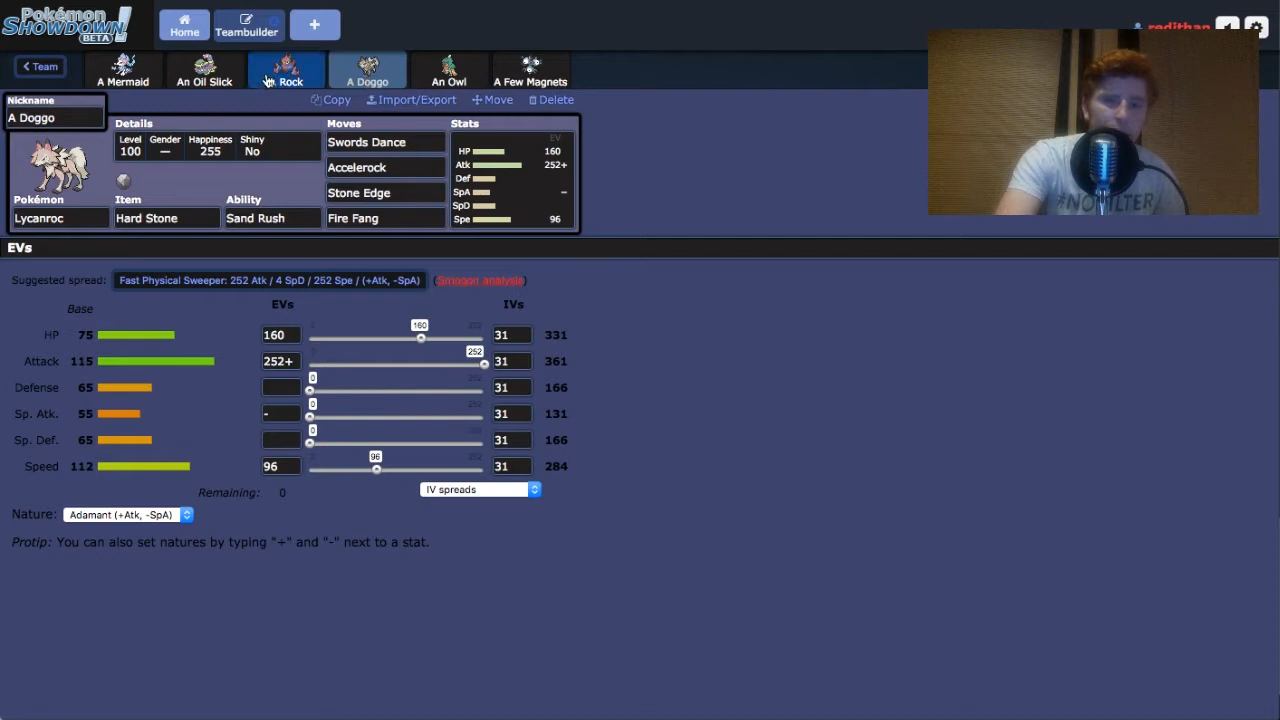 Pokémon
SHOWDOWN!
BETA
Home
Teambuilder
+
redithan
Team
A Mermaid
An Oil Slick
Rock
A Doggo
An Owl
A Few Magnets
Nickname
A Doggo
Copy
Import/Export
Move
Delete
Details
Level Gender Happiness Shiny
100 — 255 No
Pokémon
Lycanroc
Item
Hard Stone
Ability
Sand Rush
Moves
Swords Dance
Accelerock
Stone Edge
Fire Fang
Stats
EV
HP 160
Atk 252+
Def
SpA –
SpD
Spe 96
#NOFILTER
EVs
Suggested spread: Fast Physical Sweeper: 252 Atk / 4 SpD / 252 Spe / (+Atk, -SpA) (Smogon analysis)
Base EVs IVs
HP 75 160 160 31 331
Attack 115 252+ 252 31 361
Defense 65 0 31 166
Sp. Atk. 55 - 0 31 131
Sp. Def. 65 0 31 166
Speed 112 96 96 31 284
Remaining: 0
IV spreads
Nature: Adamant (+Atk, -SpA)
Protip: You can also set natures by typing "+" and "-" next to a stat.